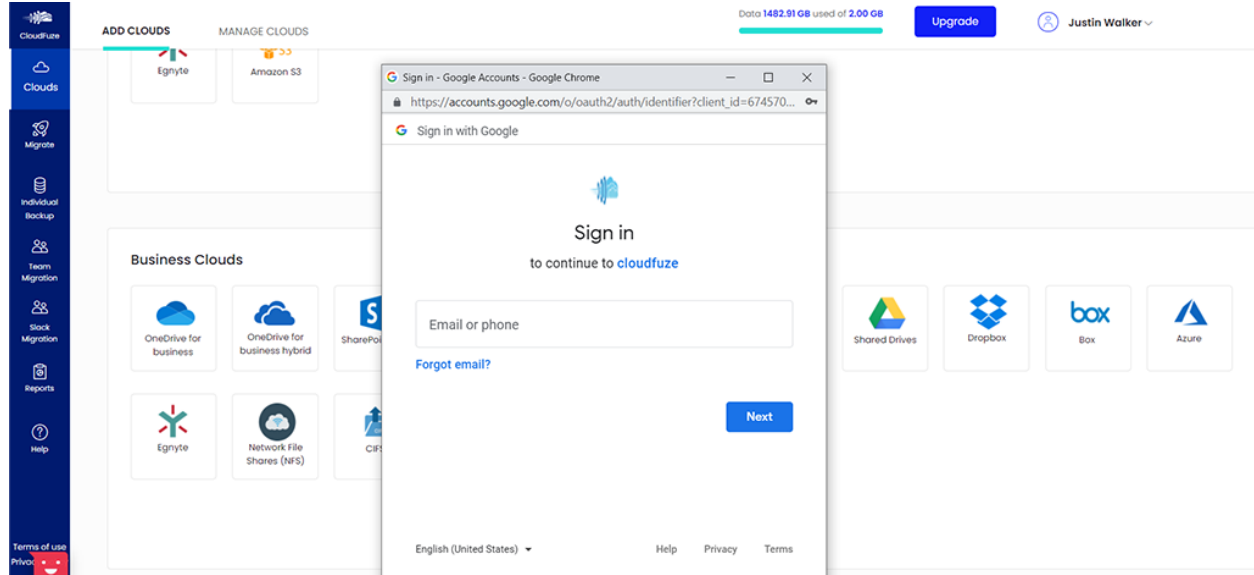 CloudFuze
ADD CLOUDS
MANAGE CLOUDS
Data 1482.91 GB used of 2.00 GB
Upgrade
Justin Walker
Clouds
Migrate
Individual
Backup
Team
Migration
Slack
Migration
Reports
Help
Terms of use
Egnyte
Amazon S3
Sign in - Google Accounts - Google Chrome
https://accounts.google.com/o/oauth2/auth/identifier?client_id=674570...
Sign in with Google
Sign in
to continue to cloudfuze
Email or phone
Forgot email?
Next
English (United States)
Help
Privacy
Terms
Business Clouds
OneDrive for
business
OneDrive for
business hybrid
Shared Drives
Dropbox
box
Box
Azure
Egnyte
Network File
Shares (NFS)